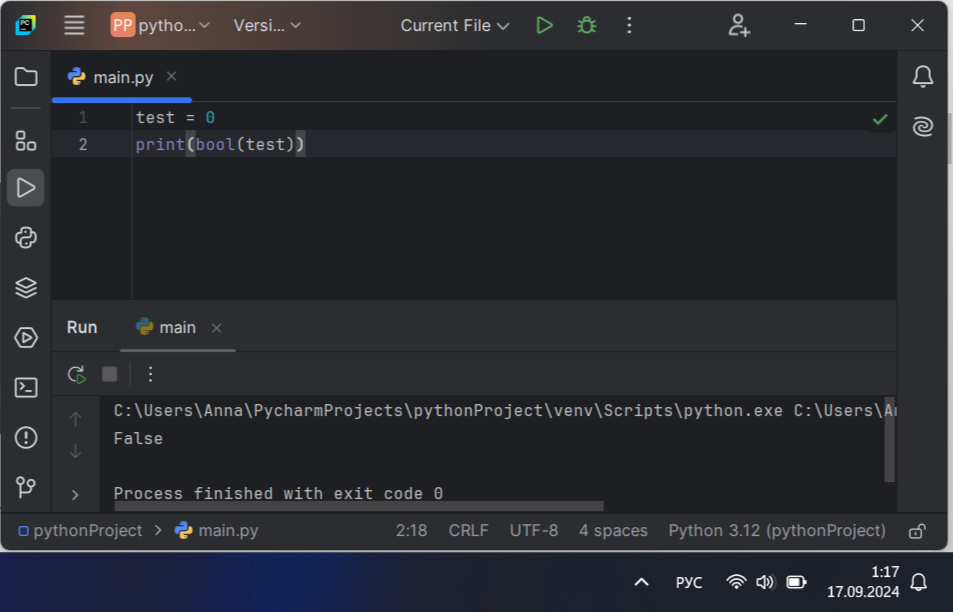 PC
PP pytho... Versi... Current File
main.py
1 test = 0
2 print(bool(test))
Run main
C:\Users\Anna\PycharmProjects\pythonProject\venv\Scripts\python.exe
False
Process finished with exit code 0
pythonProject > main.py 2:18 CRLF UTF-8 4 spaces Python 3.12 (pythonProject)
РУС
1:17
17.09.2024